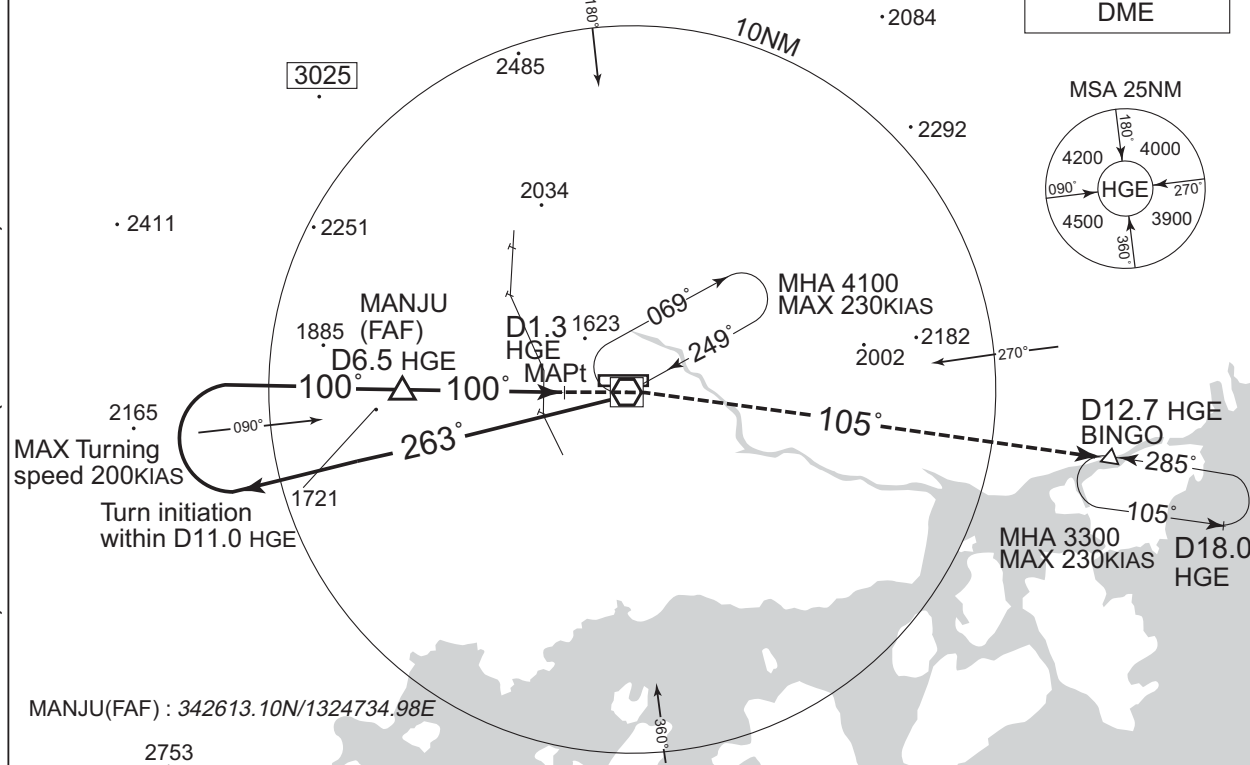 DME
2084
180°
10NM
2485
3025
MSA 25NM
180°
4200
4000
090°
HGE
270°
4500
3900
360°
2292
2034
2411
2251
MHA 4100
MAX 230KIAS
069°
249°
MANJU
(FAF)
D6.5 HGE
1885
D1.3
HGE
MAPt
1623
2182
2002
270°
100°
100°
105°
D12.7 HGE
BINGO
2165
090°
263°
285°
MAX Turning
speed 200KIAS
1721
105°
Turn initiation
within D11.0 HGE
MHA 3300
MAX 230KIAS
D18.0
HGE
MANJU(FAF) : 342613.10N/1324734.98E
360°
2753